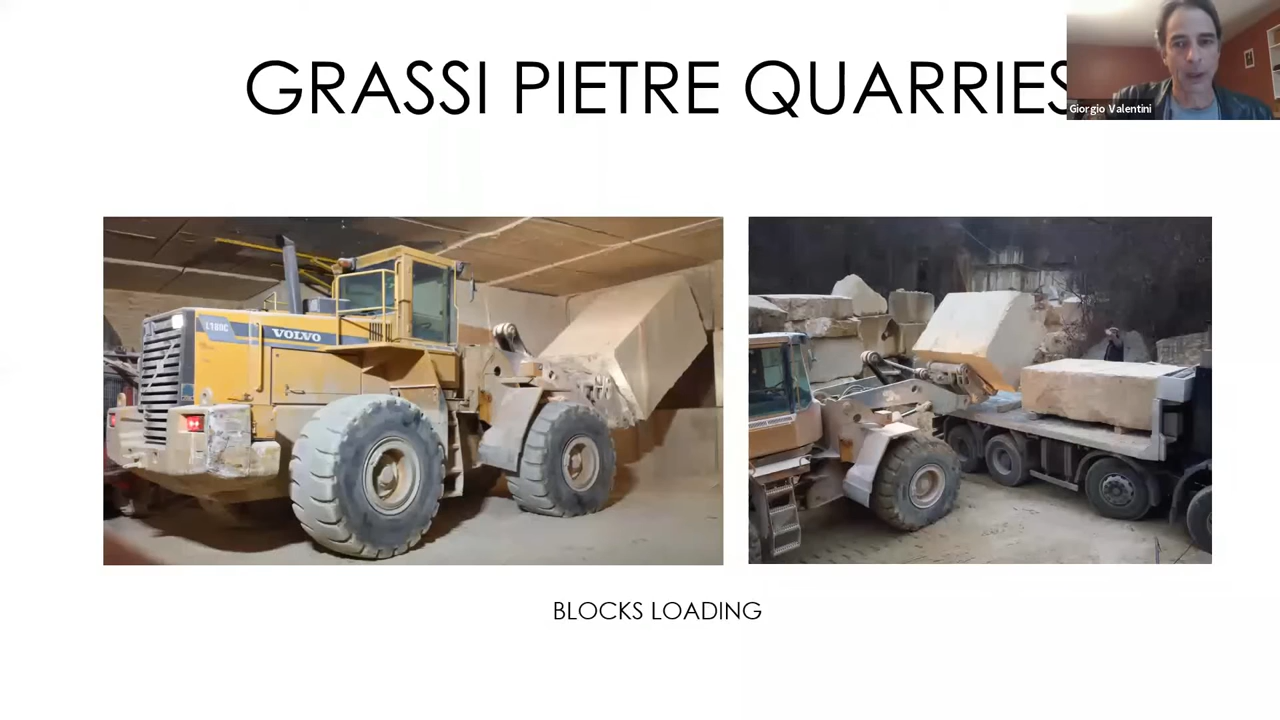 GRASSI PIETRE QUARRIES
Giorgio Valentini
L180C
VOLVO
BLOCKS LOADING